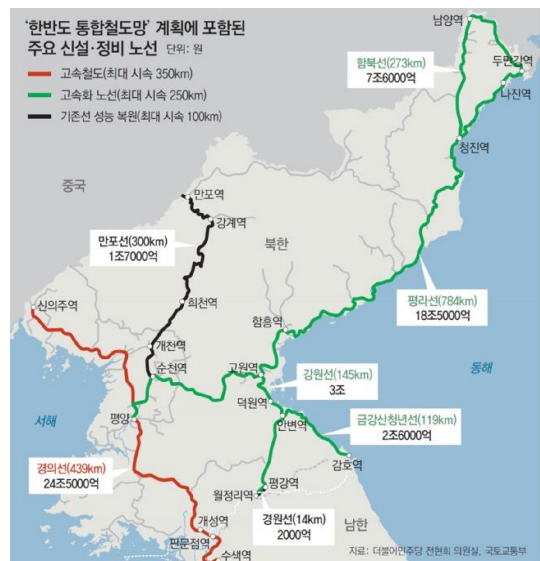 '한반도 통합철도망' 계획에 포함된
주요 신설·정비 노선 단위: 원
고속철도(최대 시속 350km)
고속화 노선(최대 시속 250km)
기존선 성능 복원(최대 시속 100km)
남양역
함북선(273km)
7조6000억
두만강역
나진역
청진역
중국
만포역
강계역
만포선(300km)
1조7000억
북한
희천역
평라선(784km)
18조5000억
신의주역
함흥역
개천역
순천역
고원역
강원선(145km)
3조
동해
덕원역
서해
평양
안변역
금강산청년선(119km)
2조6000억
경의선(439km)
24조5000억
감호역
평강역
월정리역
경원선(14km)
2000억
개성역
남한
판문점역
수색역
자료: 더불어민주당 전현희 의원실, 국토교통부